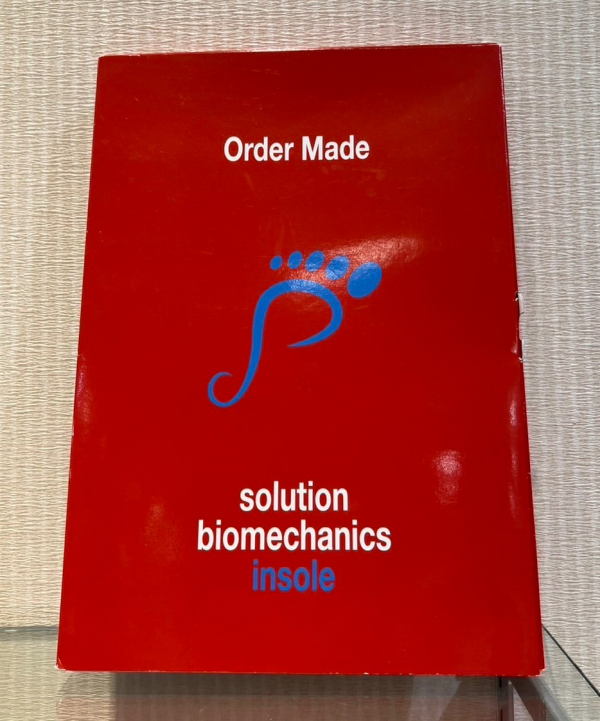 Order Made
solution
biomechanics
insole